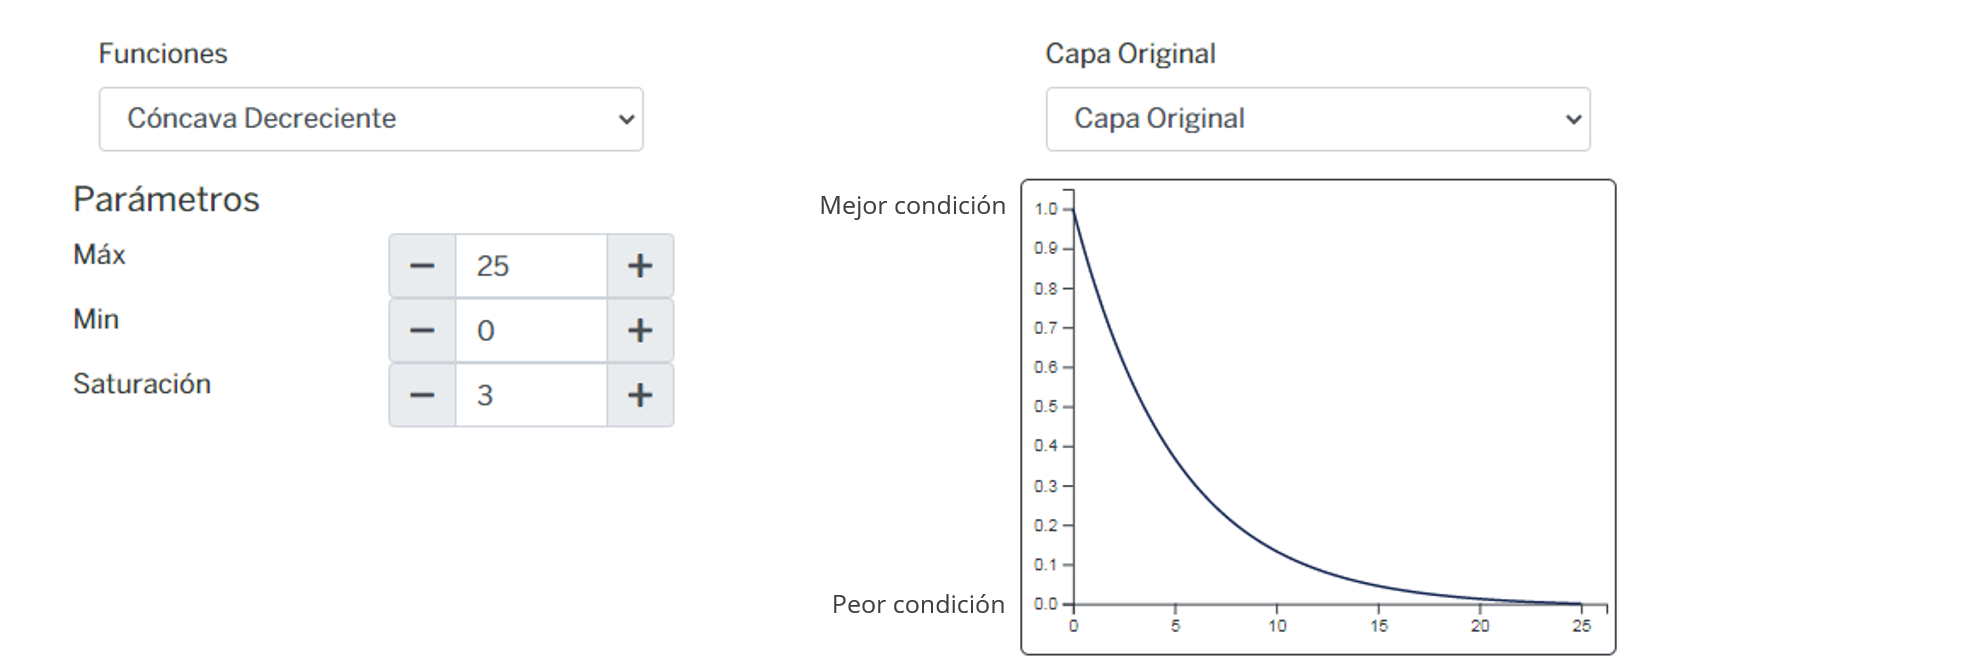 Funciones
Cóncava Decreciente
Parámetros
Máx
25
Min
0
Saturación
3
Capa Original
Capa Original
Mejor condición
Peor condición
1.0
0.9
0.8
0.7
0.6
0.5
0.4
0.3
0.2
0.1
0.0
0 5 10 15 20 25